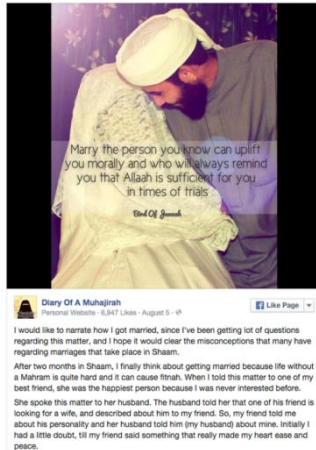 Marry the person you know can uplift
you morally and who will always remind
you that Allaah is sufficient for you
in times of trials
Bird Of Jannah
Diary Of A Muhajirah
Personal Website · 6,947 Likes · August 5 ·
Like Page
I would like to narrate how I got married, since I've been getting lot of questions
regarding this matter, and I hope it would clear the misconceptions that many have
regarding marriages that take place in Shaam.
After two months in Shaam, I finally think about getting married because life without
a Mahram is quite hard and it can cause fitnah. When I told this matter to one of my
best friend, she was the happiest person because I was never interested before.
She spoke this matter to her husband. The husband told her that one of his friend is
looking for a wife, and described about him to my friend. So, my friend told me
about his personality and her husband told him (my husband) about mine. Initially I
had a little doubt, till my friend said something that really made my heart ease and
peace.